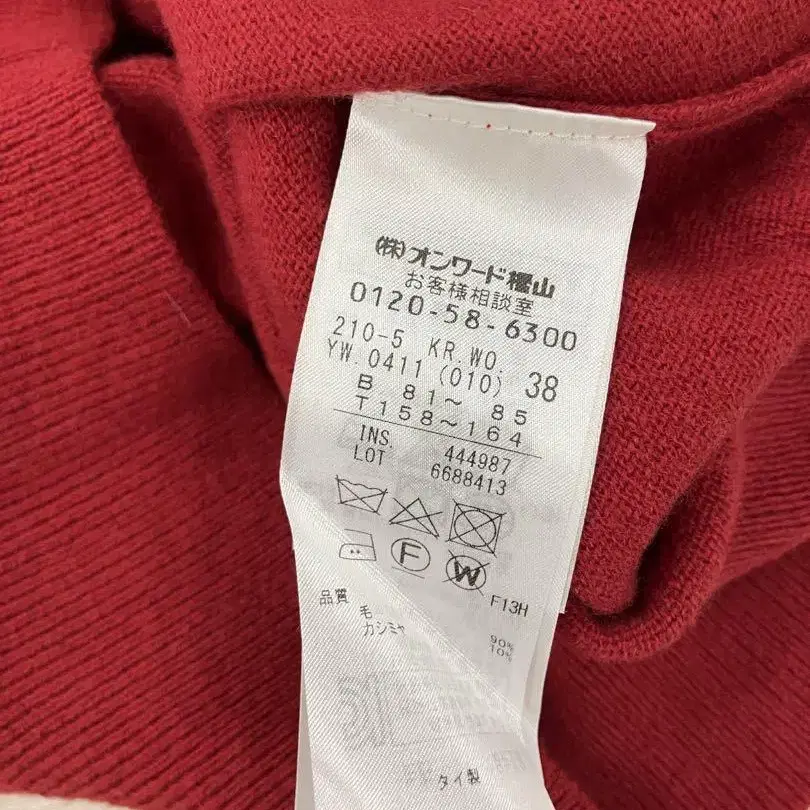 ㈱オンワード樫山
お客様相談室
0120-58-6300
210-5 KR.WO. 38
YW.0411 (010)
B 81～ 85
T158～164
INS. 444987
LOT 6688413
F
W
F13H
品質
毛 90%
カシミヤ 10%
タイ製